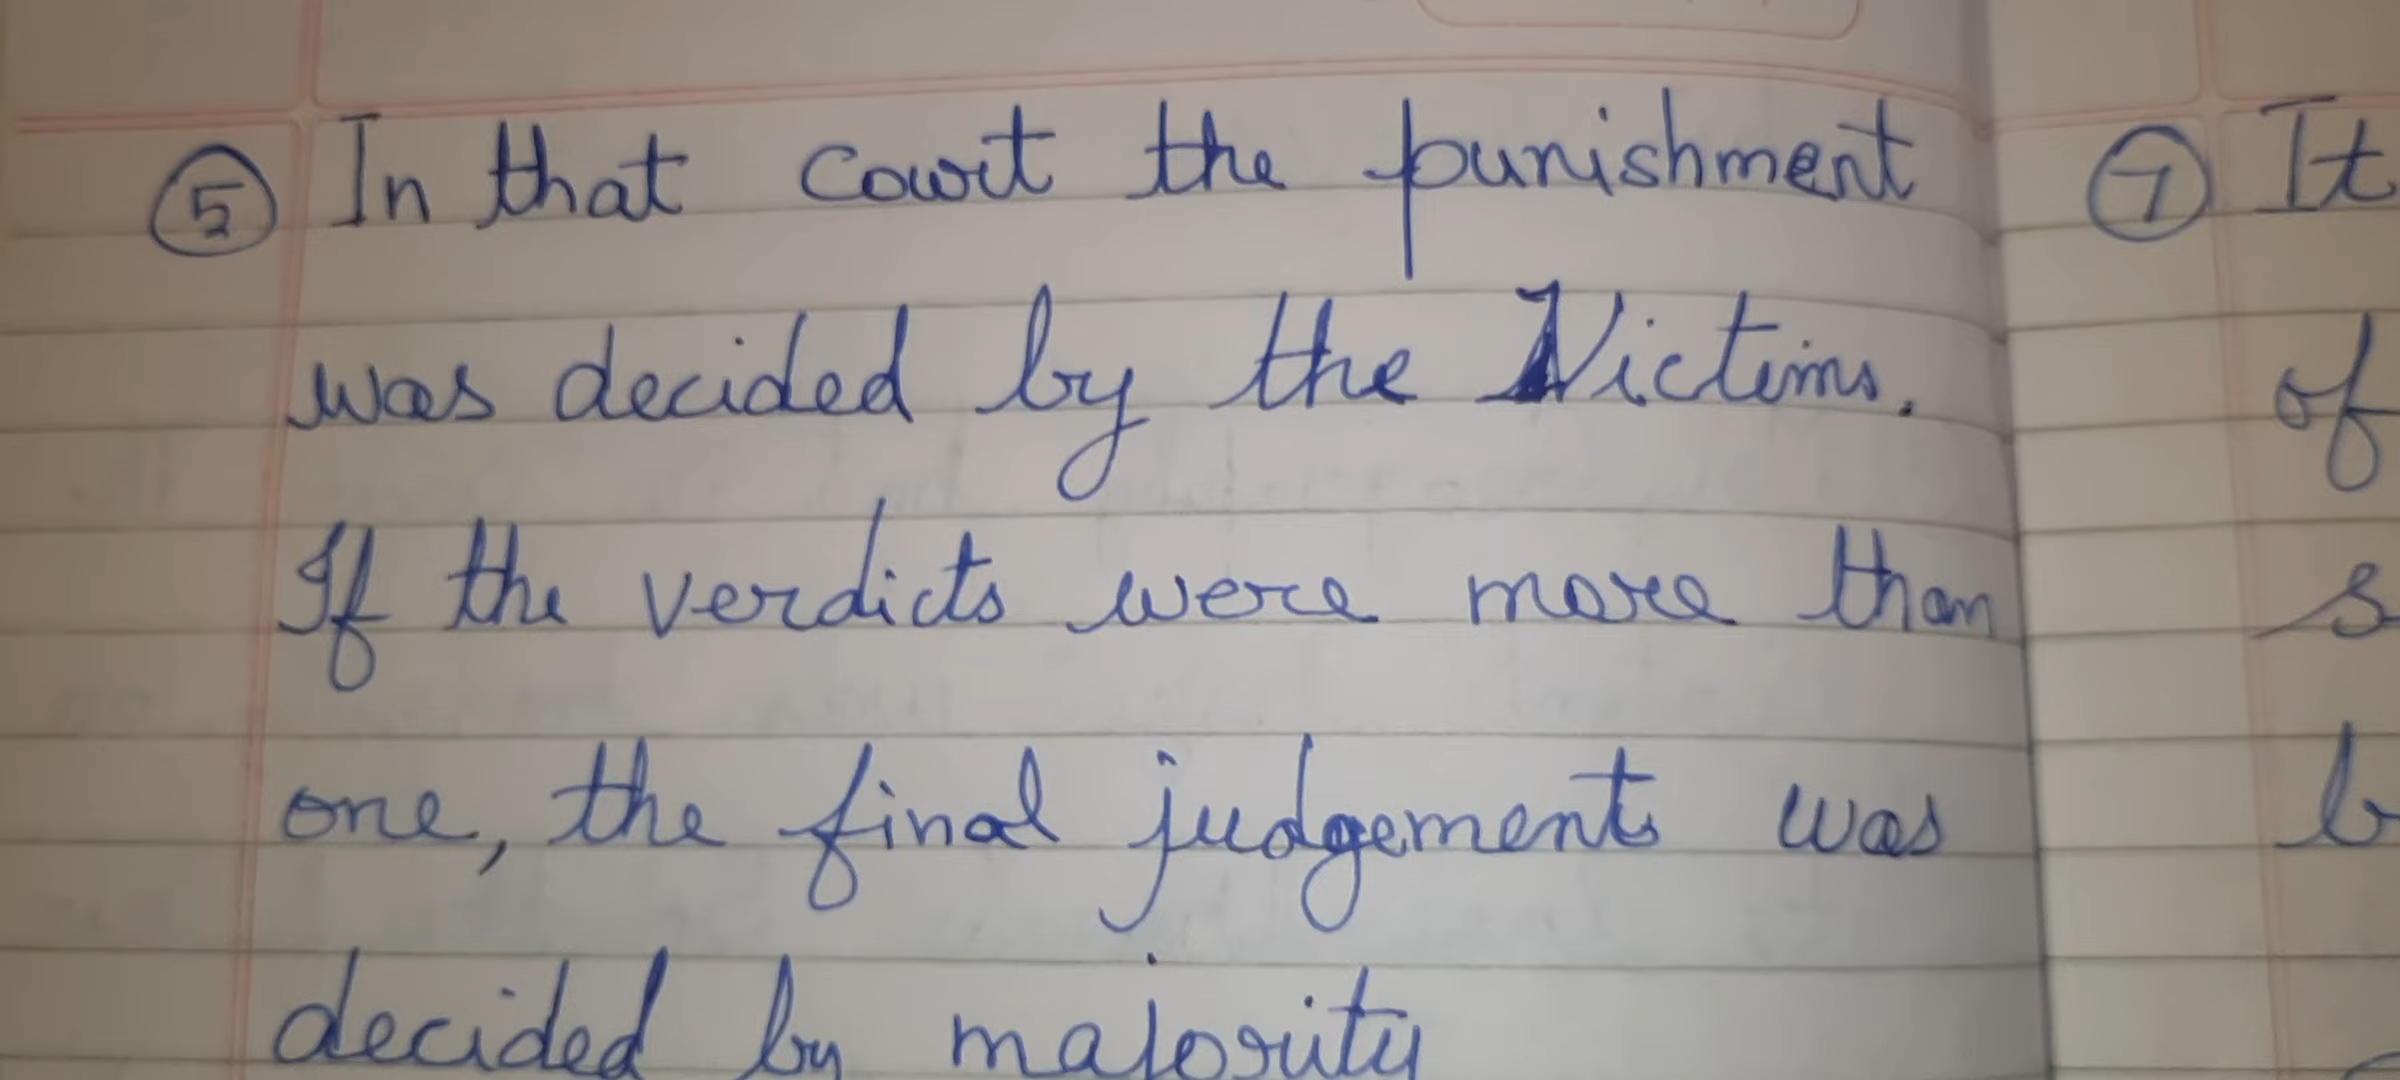 ⑤ In that court the punishment
was decided by the Victims.
If the verdicts were more than
one, the final judgements was
decided by majority
⑦ It
of
s
b